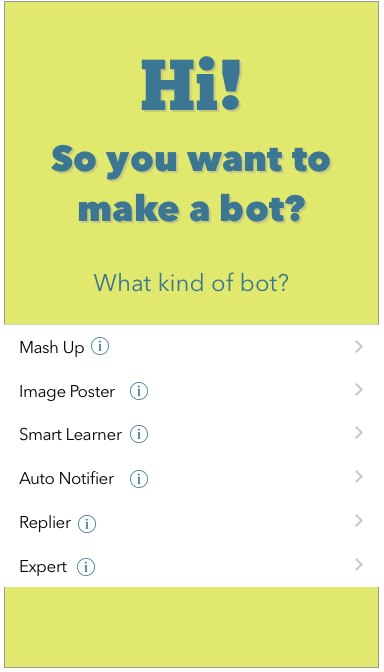 Hi!
So you want to
make a bot?
What kind of bot?
Mash Up
Image Poster
Smart Learner
Auto Notifier
Replier
Expert